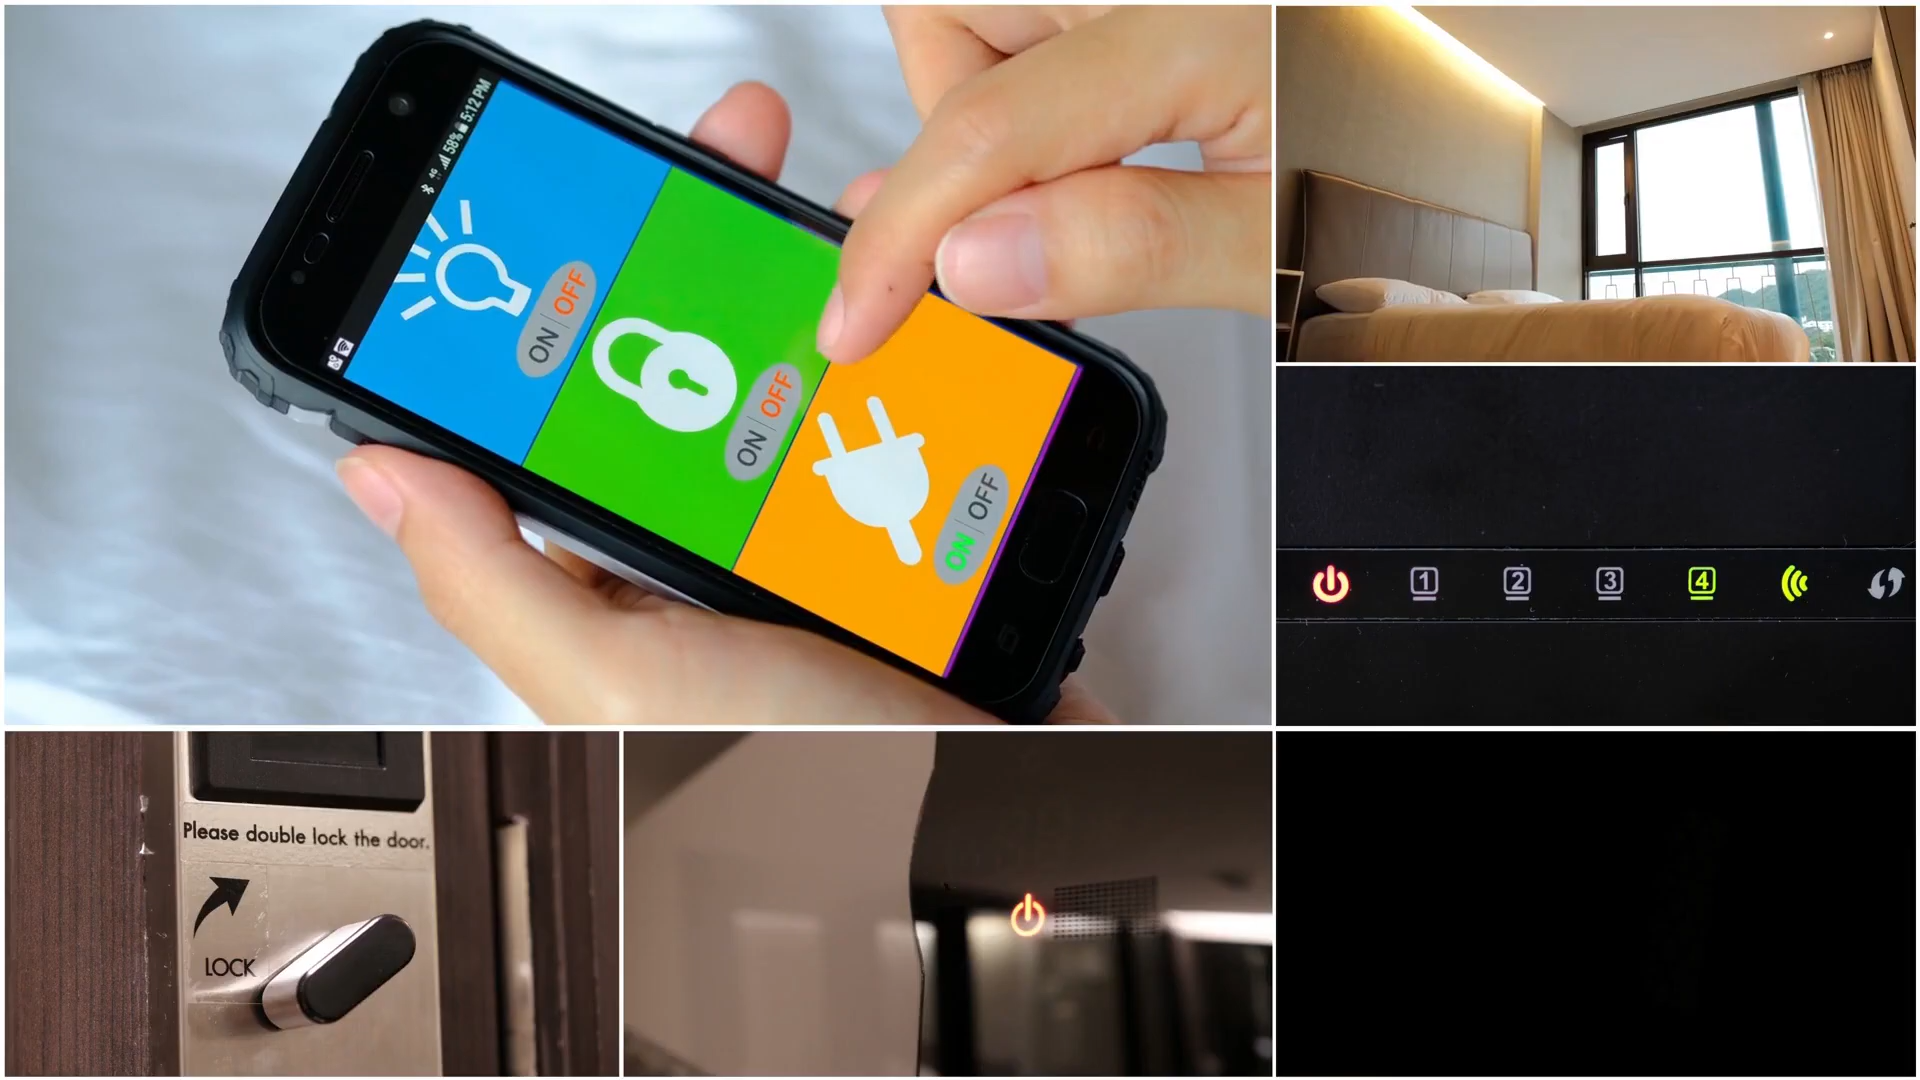 4G 58% 5:12 PM
ON OFF
ON OFF
ON OFF
1 2 3 4
Please double lock the door.
LOCK